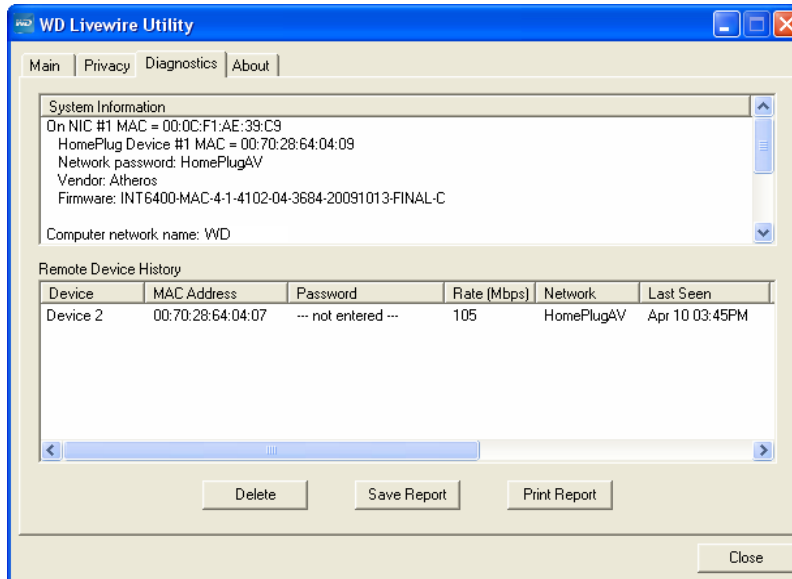 WD Livewire Utility
Main Privacy Diagnostics About
System Information
On NIC #1 MAC = 00:0C:F1:AE:39:C9
HomePlug Device #1 MAC = 00:70:28:64:04:09
Network password: HomePlugAV
Vendor: Atheros
Firmware: INT6400-MAC-4-1-4102-04-3684-20091013-FINAL-C
Computer network name: WD
Remote Device History
Device MAC Address Password Rate (Mbps) Network Last Seen
Device 2 00:70:28:64:04:07 --- not entered --- 105 HomePlugAV Apr 10 03:45PM
Delete Save Report Print Report
Close